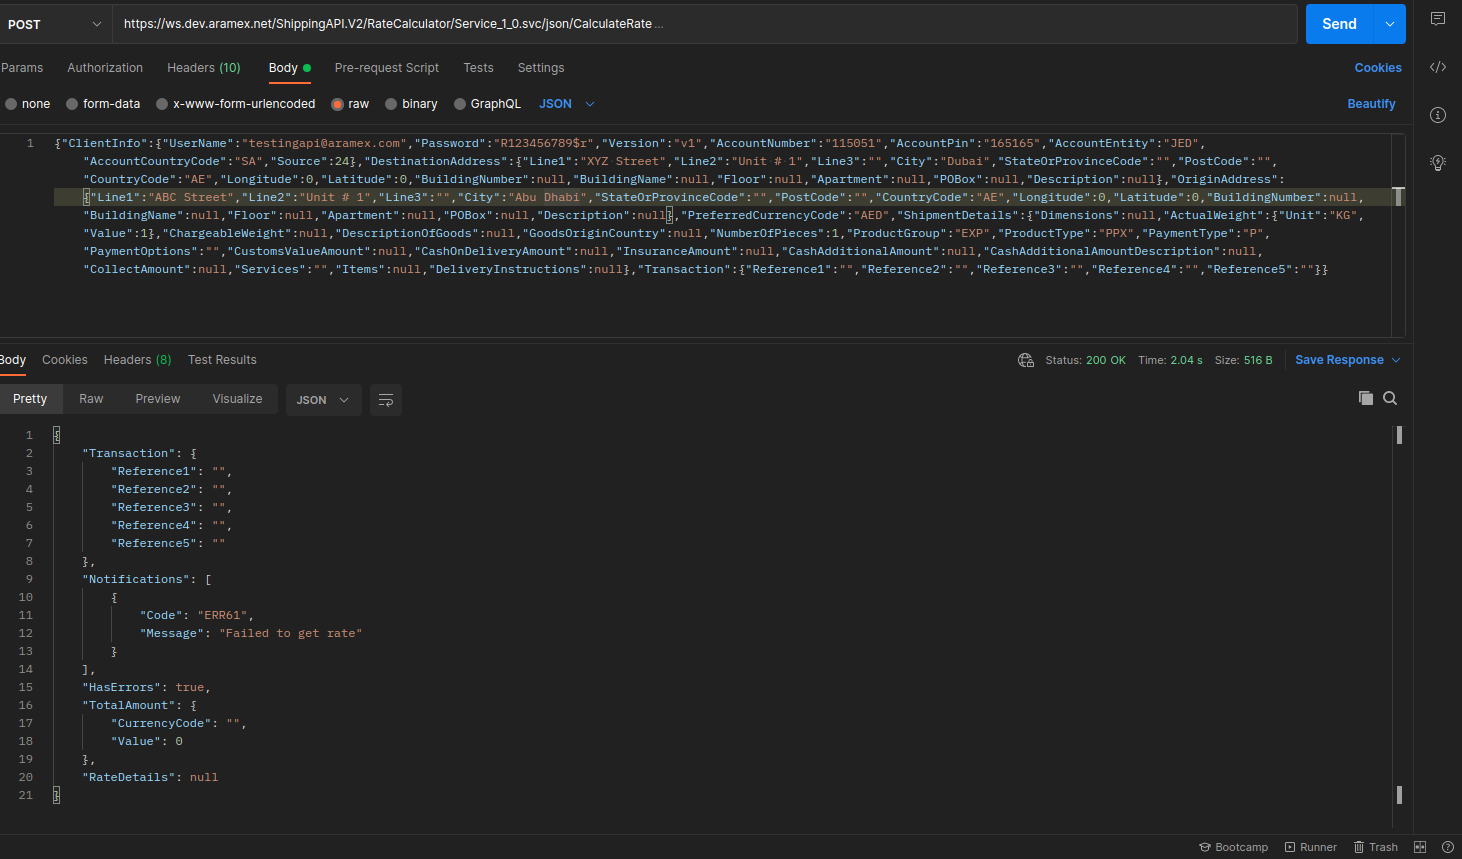 POST https://ws.dev.aramex.net/ShippingAPI.V2/RateCalculator/Service_1_0.svc/json/CalculateRate ... Send
Params Authorization Headers (10) Body Pre-request Script Tests Settings Cookies
none form-data x-www-form-urlencoded raw binary GraphQL JSON Beautify
1 {"ClientInfo":{"UserName":"testingapi@aramex.com","Password":"R123456789$r","Version":"v1","AccountNumber":"115051","AccountPin":"165165","AccountEntity":"JED",
"AccountCountryCode":"SA","Source":24},"DestinationAddress":{"Line1":"XYZ Street","Line2":"Unit # 1","Line3":"","City":"Dubai","StateOrProvinceCode":"","PostCode":"",
"CountryCode":"AE","Longitude":0,"Latitude":0,"BuildingNumber":null,"BuildingName":null,"Floor":null,"Apartment":null,"POBox":null,"Description":null},"OriginAddress":
{"Line1":"ABC Street","Line2":"Unit # 1","Line3":"","City":"Abu Dhabi","StateOrProvinceCode":"","PostCode":"","CountryCode":"AE","Longitude":0,"Latitude":0,"BuildingNumber":null,
"BuildingName":null,"Floor":null,"Apartment":null,"POBox":null,"Description":null},"PreferredCurrencyCode":"AED","ShipmentDetails":{"Dimensions":null,"ActualWeight":{"Unit":"KG",
"Value":1},"ChargeableWeight":null,"DescriptionOfGoods":null,"GoodsOriginCountry":null,"NumberOfPieces":1,"ProductGroup":"EXP","ProductType":"PPX","PaymentType":"P",
"PaymentOptions":"","CustomsValueAmount":null,"CashOnDeliveryAmount":null,"InsuranceAmount":null,"CashAdditionalAmount":null,"CashAdditionalAmountDescription":null,
"CollectAmount":null,"Services":"","Items":null,"DeliveryInstructions":null},"Transaction":{"Reference1":"","Reference2":"","Reference3":"","Reference4":"","Reference5":""}}
Body Cookies Headers (8) Test Results Status: 200 OK Time: 2.04 s Size: 516 B Save Response
Pretty Raw Preview Visualize JSON
1 {
2 "Transaction": {
3 "Reference1": "",
4 "Reference2": "",
5 "Reference3": "",
6 "Reference4": "",
7 "Reference5": ""
8 },
9 "Notifications": [
10 {
11 "Code": "ERR61",
12 "Message": "Failed to get rate"
13 }
14 ],
15 "HasErrors": true,
16 "TotalAmount": {
17 "CurrencyCode": "",
18 "Value": 0
19 },
20 "RateDetails": null
21 }
Bootcamp Runner Trash